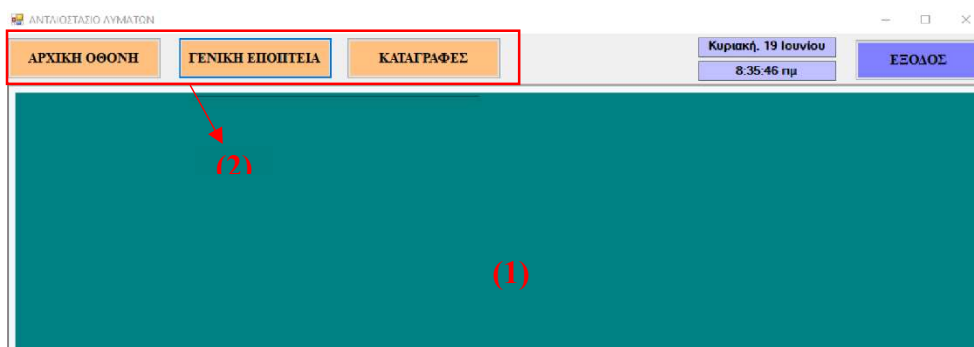 ΑΝΤΛΙΟΣΤΑΣΙΟ ΛΥΜΑΤΩΝ
ΑΡΧΙΚΗ ΟΘΟΝΗ
ΓΕΝΙΚΗ ΕΠΟΠΤΕΙΑ
ΚΑΤΑΓΡΑΦΕΣ
Κυριακή, 19 Ιουνίου
8:35:46 πμ
ΕΞΟΔΟΣ
(2)
(1)